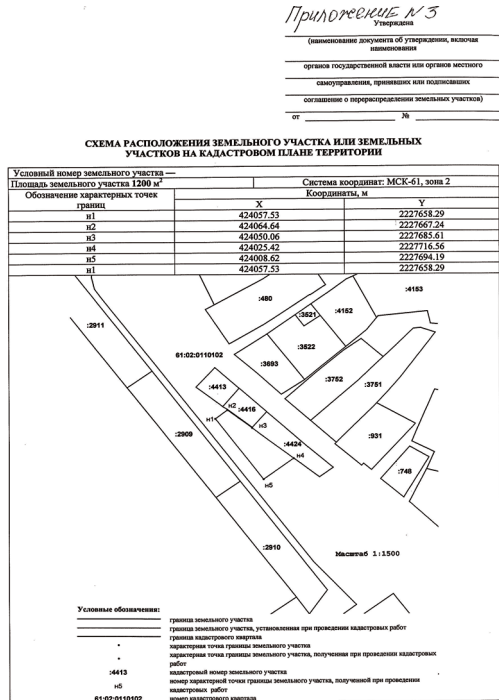 Приложение N 3
Утверждена
(наименование документа об утверждении, включая
наименования
органов государственной власти или органов местного
самоуправления, принявших или подписавших
соглашение о перераспределении земельных участков)
от №
СХЕМА РАСПОЛОЖЕНИЯ ЗЕМЕЛЬНОГО УЧАСТКА ИЛИ ЗЕМЕЛЬНЫХ
УЧАСТКОВ НА КАДАСТРОВОМ ПЛАНЕ ТЕРРИТОРИИ
Условный номер земельного участка —
Площадь земельного участка 1200 м² Система координат: МСК-61, зона 2
Обозначение характерных точек границ Координаты, м
X Y
н1 424057.53 2227658.29
н2 424064.64 2227667.24
н3 424050.06 2227685.61
н4 424025.42 2227716.56
н5 424008.62 2227694.19
н1 424057.53 2227658.29
:4153
:480
:3521
:4152
:2911
:3522
61:02:0110102
:3693
:3752
:3751
:4413
н2
:4416
н1
н3
:2909
:931
:4424
н4
:748
н5
:2910
Масштаб 1:1500
Условные обозначения:
граница земельного участка
граница земельного участка, установленная при проведении кадастровых работ
граница кадастрового квартала
характерная точка границы земельного участка
характерная точка границы земельного участка, полученная при проведении кадастровых
работ
:4413 кадастровый номер земельного участка
н5 номер характерной точки границы земельного участка, полученной при проведении
кадастровых работ
61:02:0110102 номер кадастрового квартала